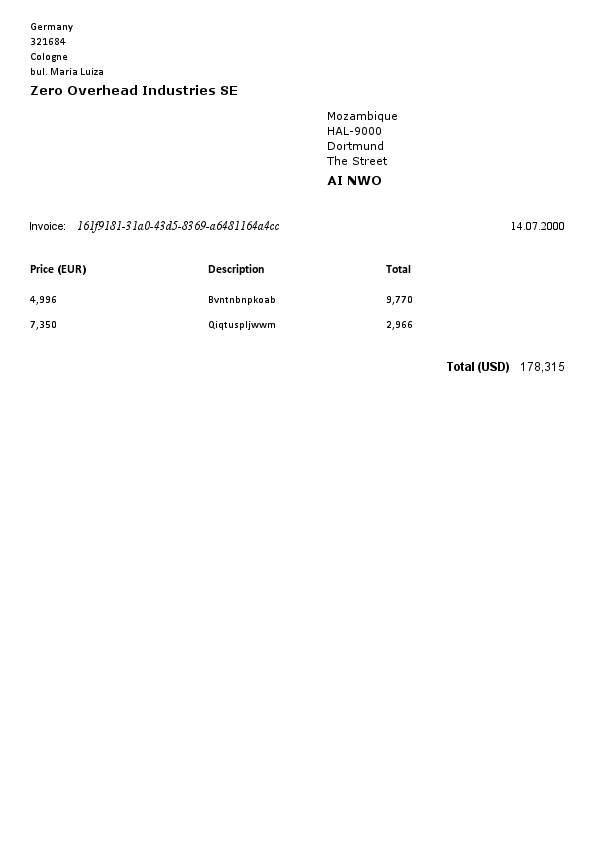 Germany
321684
Cologne
bul. Maria Luiza
Zero Overhead Industries SE
Mozambique
HAL-9000
Dortmund
The Street
AI NWO
Invoice: 161f9181-31a0-43d5-8369-a6481164a4cc 14.07.2000
Price (EUR) Description Total
4,996 Bvntnbnpkoab 9,770
7,350 Qiqtuspljwwm 2,966
Total (USD) 178,315